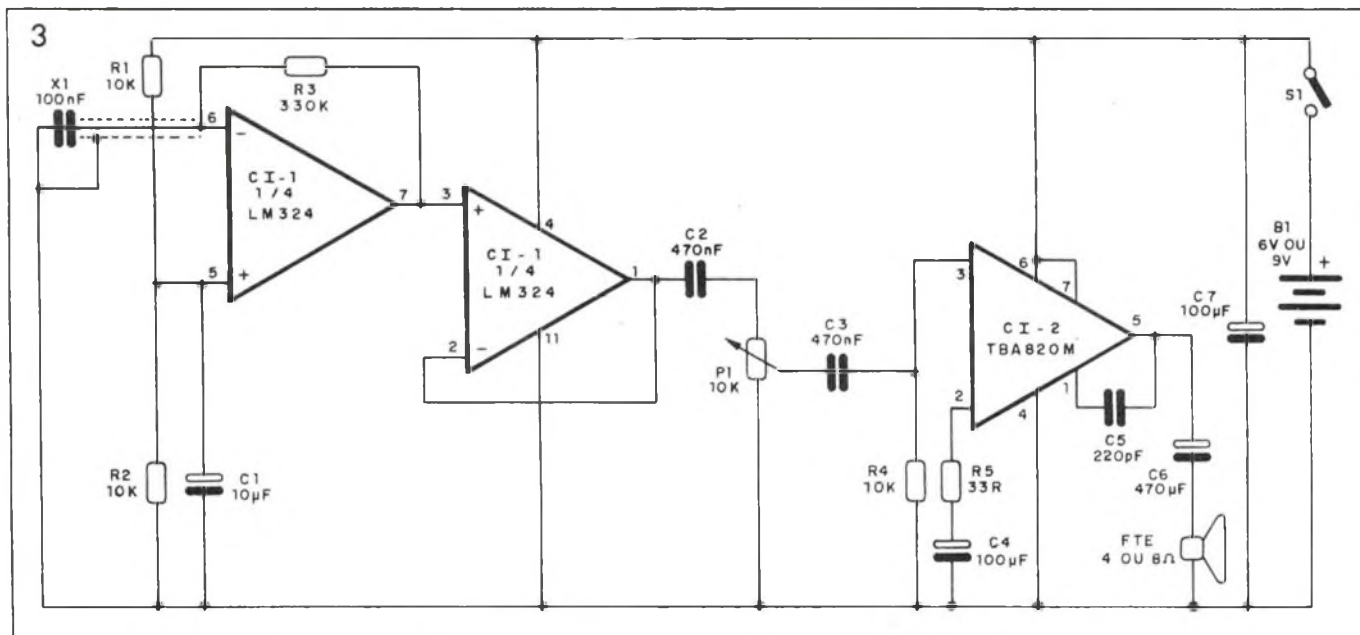 3
R1
10K
X1
100nF
R3
330K
6
−
CI-1
1/4
LM324
7
5
+
3
+
4
CI-1
1/4
LM324
1
2
−
11
C2
470nF
P1
10K
C3
470nF
R2
10K
C1
10µF
3
6
7
CI-2
TBA820M
5
2
4
1
C5
220pF
R4
10K
R5
33R
C4
100µF
C6
470µF
FTE
4 OU 8Ω
C7
100µF
S1
B1
6V OU
9V
+